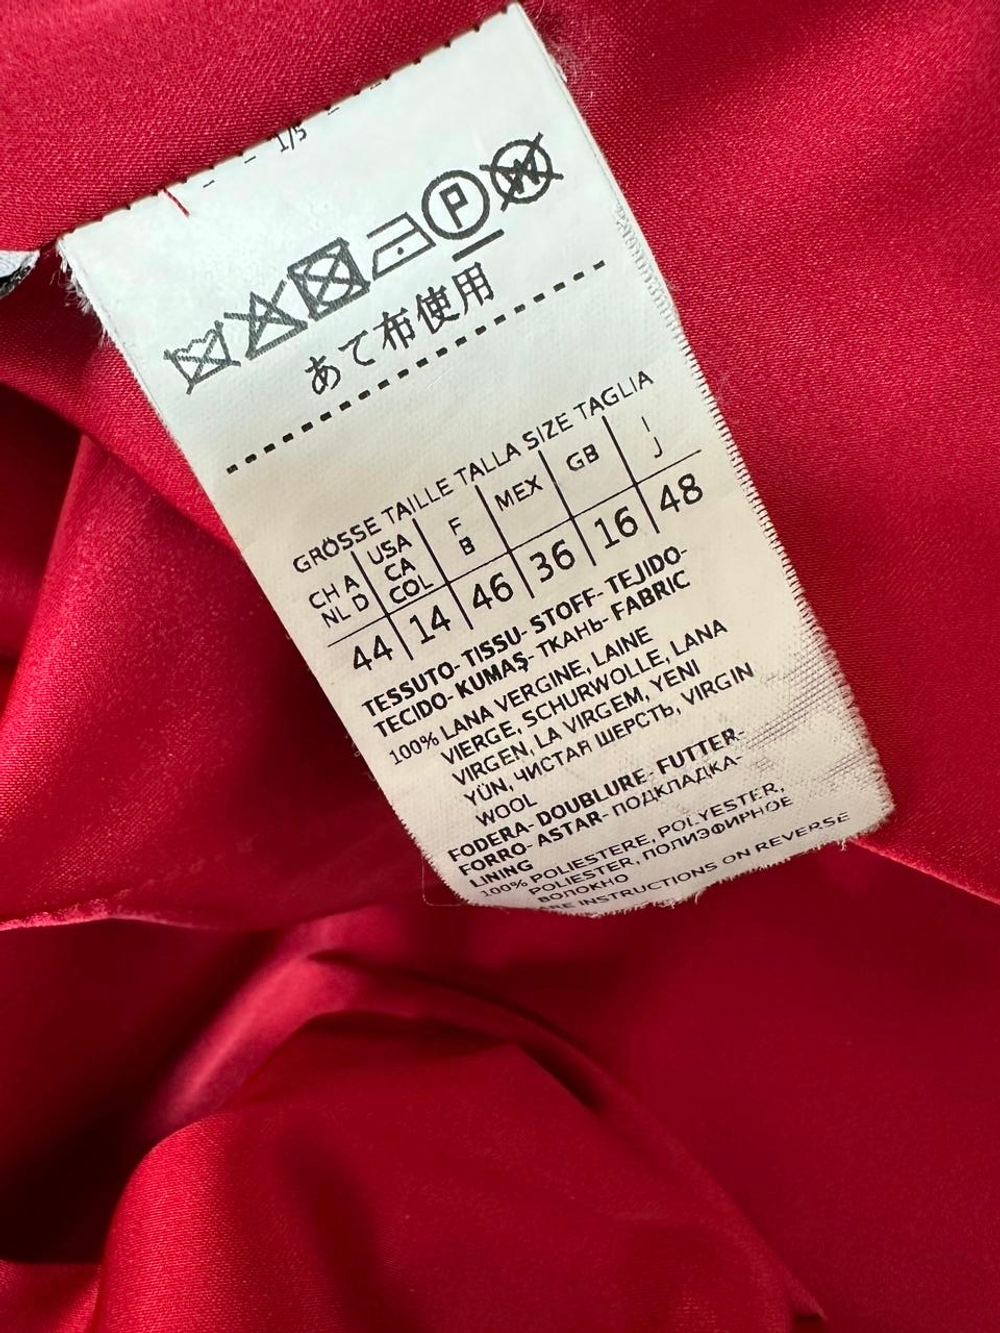 - - 1/5 -
P
W
あて布使用
GRÖSSE TAILLE TALLA SIZE TAGLIA
CH A NL D | USA CA COL | F B | MEX | GB | I J
44 | 14 | 46 | 36 | 16 | 48
TESSUTO- TISSU- STOFF- TEJIDO-
TECIDO- KUMAŞ- ТКАНЬ- FABRIC
100% LANA VERGINE, LAINE
VIERGE, SCHURWOLLE, LANA
VIRGEN, LA VIRGEM, YENI
YÜN, ЧИСТАЯ ШЕРСТЬ, VIRGIN
WOOL
FODERA- DOUBLURE- FUTTER-
FORRO- ASTAR- ПОДКЛАДКА-
LINING
100% POLIESTERE, POLYESTER,
POLIESTER, ПОЛИЭФИРНОЕ
ВОЛОКНО
INSTRUCTIONS ON REVERSE